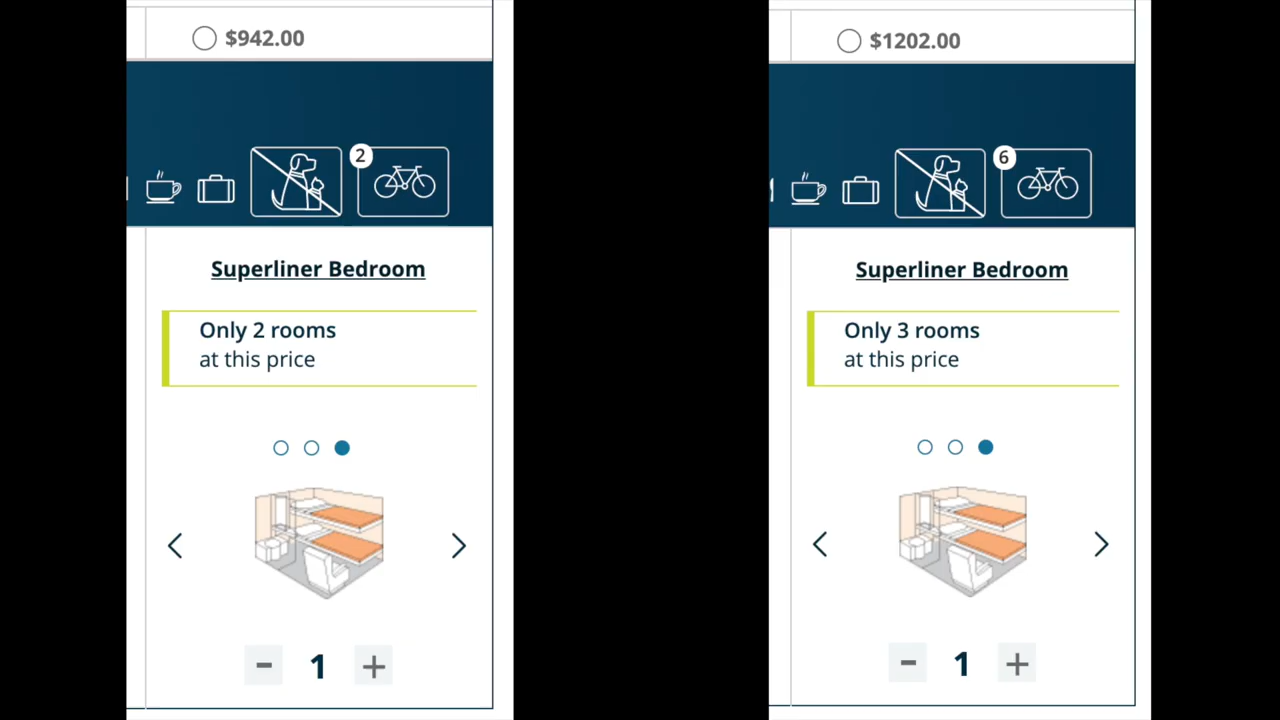 $942.00
2
Superliner Bedroom
Only 2 rooms
at this price
- 1 +
$1202.00
6
Superliner Bedroom
Only 3 rooms
at this price
- 1 +